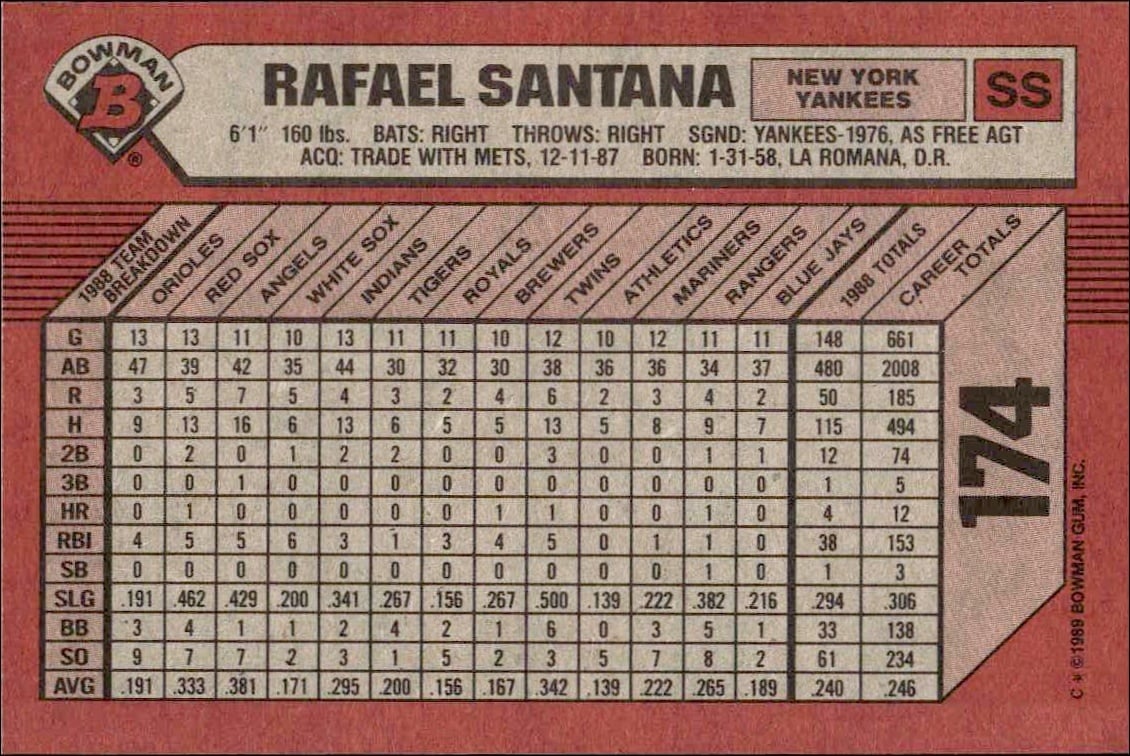 BOWMAN
B
®
RAFAEL SANTANA
NEW YORK
YANKEES
SS
6'1" 160 lbs. BATS: RIGHT THROWS: RIGHT SGND: YANKEES-1976, AS FREE AGT
ACQ: TRADE WITH METS, 12-11-87 BORN: 1-31-58, LA ROMANA, D.R.
1988 TEAM BREAKDOWN ORIOLES RED SOX ANGELS WHITE SOX INDIANS TIGERS ROYALS BREWERS TWINS ATHLETICS MARINERS RANGERS BLUE JAYS 1988 TOTALS CAREER TOTALS
G 13 13 11 10 13 11 11 10 12 10 12 11 11 148 661
AB 47 39 42 35 44 30 32 30 38 36 36 34 37 480 2008
R 3 5 7 5 4 3 2 4 6 2 3 4 2 50 185
H 9 13 16 6 13 6 5 5 13 5 8 9 7 115 494
2B 0 2 0 1 2 2 0 0 3 0 0 1 1 12 74
3B 0 0 1 0 0 0 0 0 0 0 0 0 0 1 5
HR 0 1 0 0 0 0 0 1 1 0 0 1 0 4 12
RBI 4 5 5 6 3 1 3 4 5 0 1 1 0 38 153
SB 0 0 0 0 0 0 0 0 0 0 0 1 0 1 3
SLG .191 .462 .429 .200 .341 .267 .156 .267 .500 .139 .222 .382 .216 .294 .306
BB 3 4 1 1 2 4 2 1 6 0 3 5 1 33 138
SO 9 7 7 2 3 1 5 2 3 5 7 8 2 61 234
AVG .191 .333 .381 .171 .295 .200 .156 .167 .342 .139 .222 .265 .189 .240 .246
174
C * © 1989 BOWMAN GUM, INC.